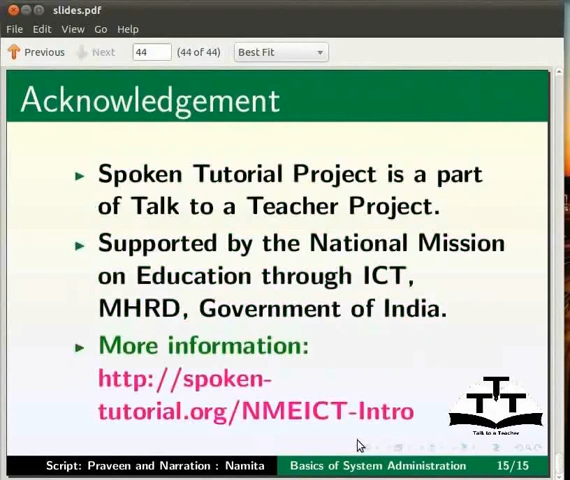 slides.pdf
File Edit View Go Help
Previous Next 44 (44 of 44) Best Fit
Acknowledgement
Spoken Tutorial Project is a part
of Talk to a Teacher Project.
Supported by the National Mission
on Education through ICT,
MHRD, Government of India.
More information:
http://spoken-
tutorial.org/NMEICT-Intro
TTT
Talk to a Teacher
Script: Praveen and Narration : Namita Basics of System Administration 15/15